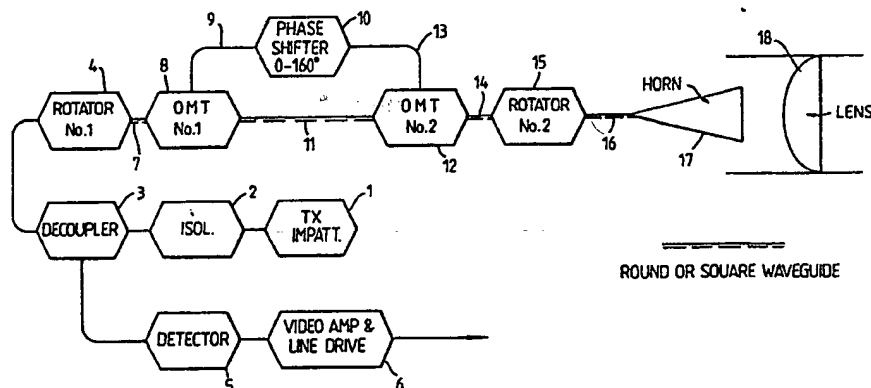 9
10
PHASE
SHIFTER
0-160°
13
18
4
8
15
14
ROTATOR
No.1
OMT
No.1
OMT
No.2
ROTATOR
No.2
HORN
LENS
7
11
12
16
17
3
2
1
DECOUPLER
ISOL.
TX
IMPATT.
ROUND OR SQUARE WAVEGUIDE
DETECTOR
VIDEO AMP &
LINE DRIVE
5
6